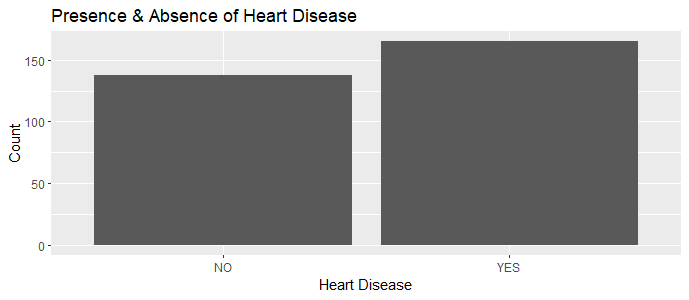 Presence & Absence of Heart Disease
Count
150
100
50
0
NO YES
Heart Disease